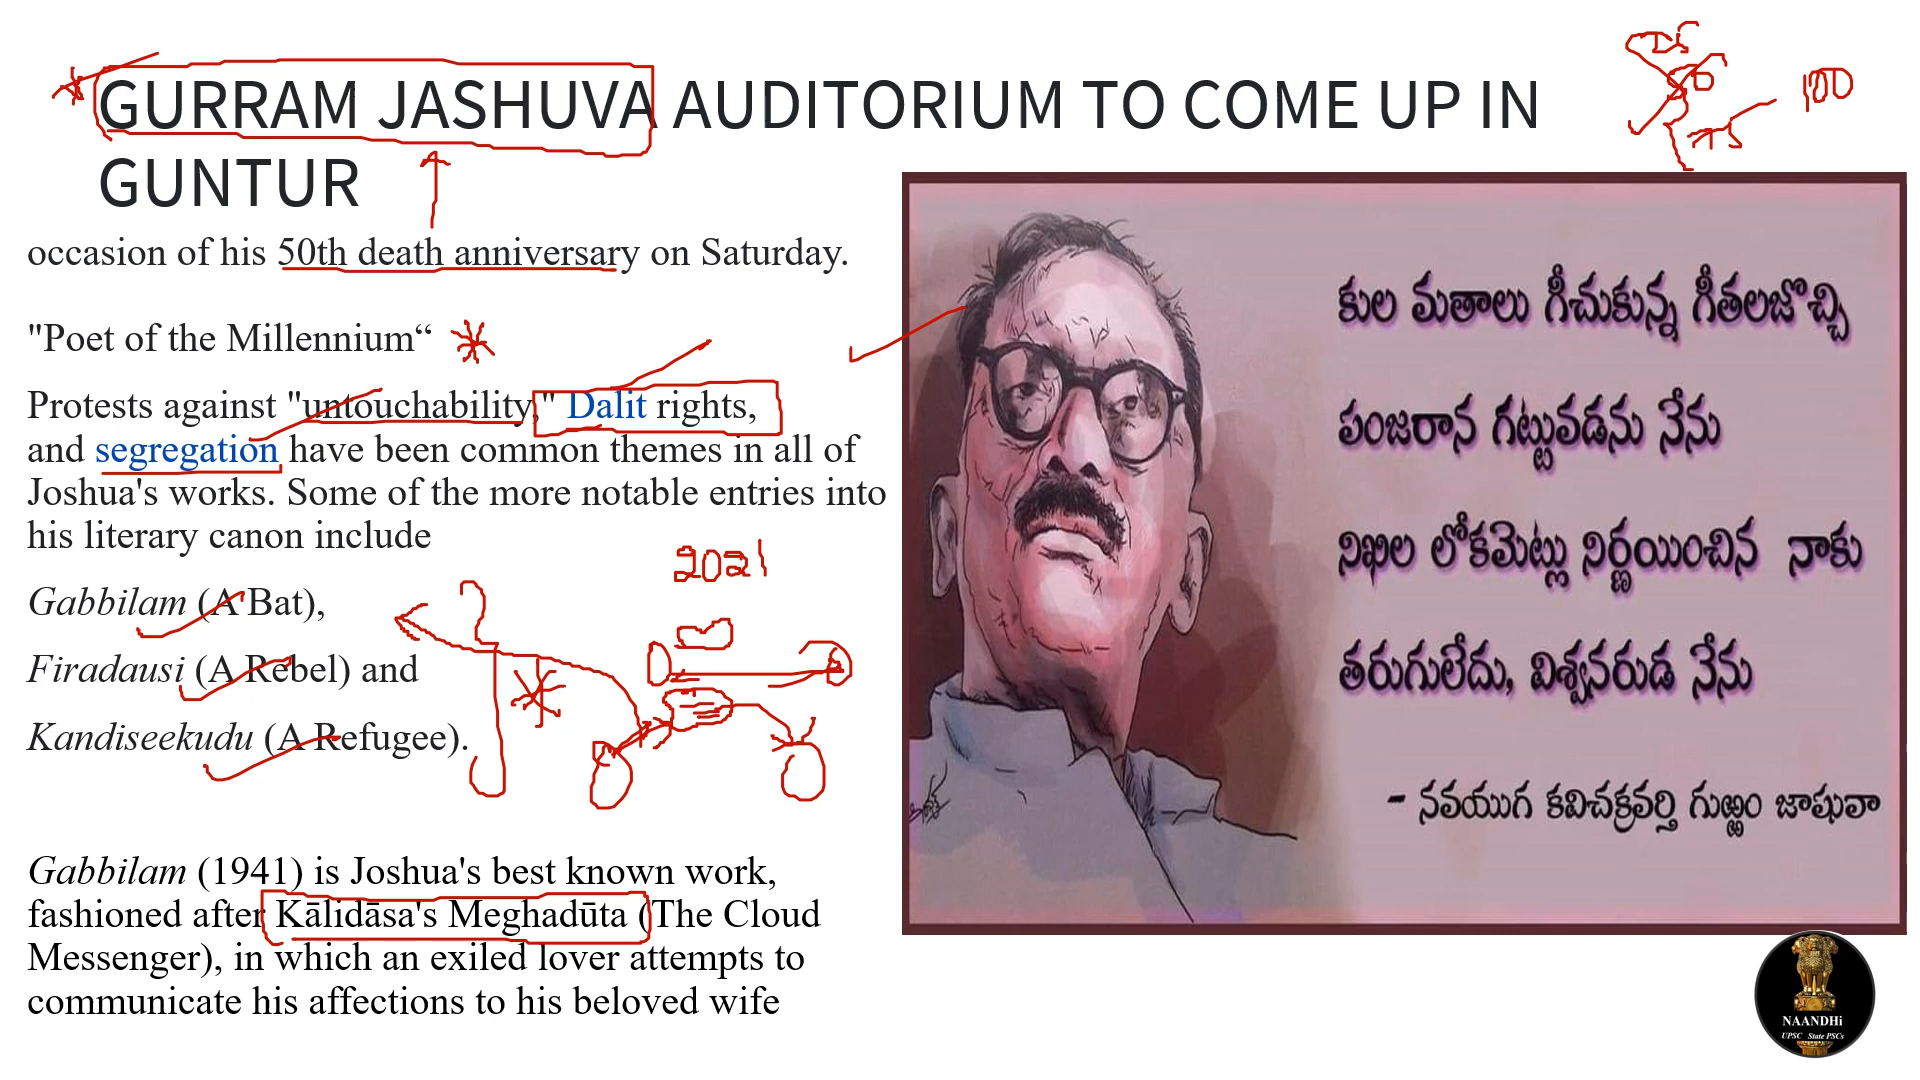 GURRAM JASHUVA AUDITORIUM TO COME UP IN
GUNTUR
occasion of his 50th death anniversary on Saturday.
"Poet of the Millennium“
Protests against "untouchability," Dalit rights,
and segregation have been common themes in all of
Joshua's works. Some of the more notable entries into
his literary canon include
Gabbilam (A Bat),
Firadausi (A Rebel) and
Kandiseekudu (A Refugee).
2021
Gabbilam (1941) is Joshua's best known work,
fashioned after Kālidāsa's Meghadūta (The Cloud
Messenger), in which an exiled lover attempts to
communicate his affections to his beloved wife
100
కుల మతాలు గీచుకున్న గీతలజొచ్చి
పంజరాన గట్టువడను నేను
నిఖిల లోకమెట్లు నిర్ణయించిన నాకు
తరుగులేదు, విశ్వనరుడ నేను
- నవయుగ కవిచక్రవర్తి గుఱ్ఱం జాషువా
NAANDHi
UPSC State PSCs